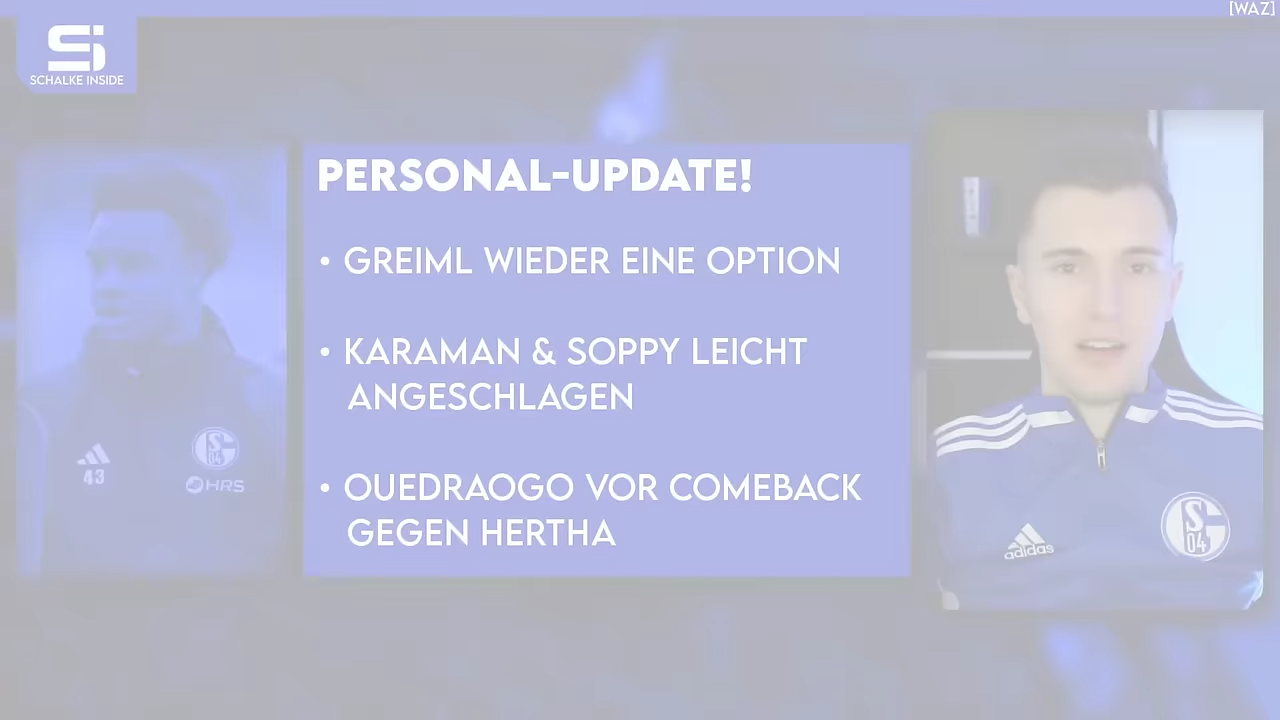 [WAZ]
SCHALKE INSIDE
PERSONAL-UPDATE!
• GREIML WIEDER EINE OPTION
• KARAMAN & SOPPY LEICHT
ANGESCHLAGEN
• OUEDRAOGO VOR COMEBACK
GEGEN HERTHA
43
HRS
S
04
adidas